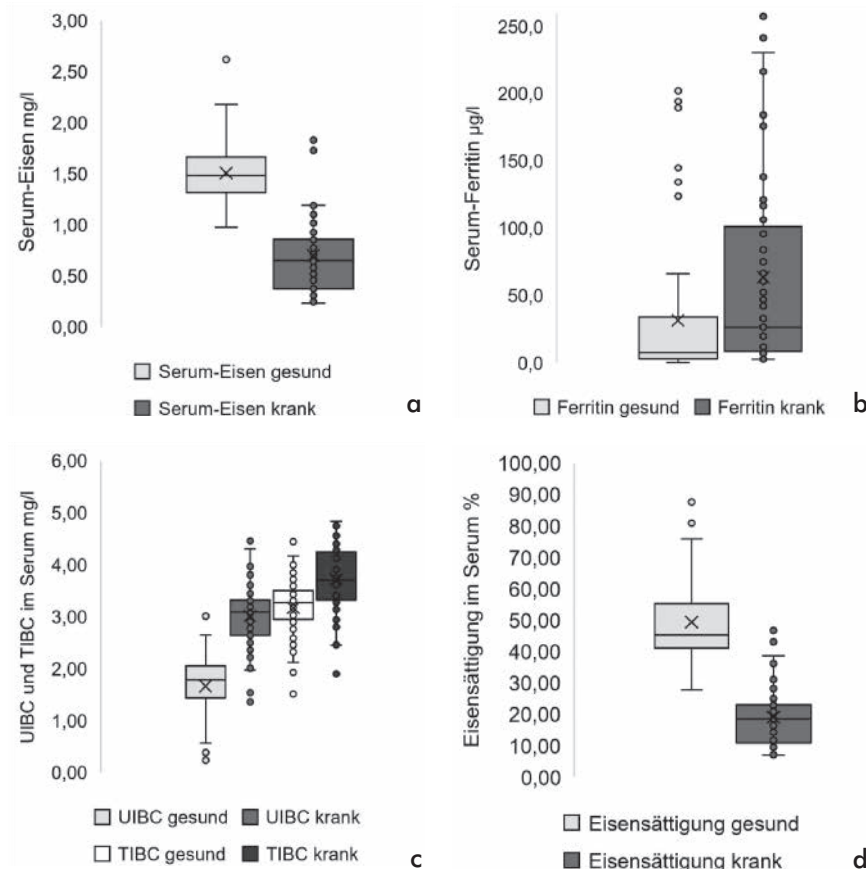 Serum-Eisen mg/l
3,00
2,50
2,00
1,50
1,00
0,50
0,00
Serum-Eisen gesund
Serum-Eisen krank
a
Serum-Ferritin µg/l
250,0
200,0
150,0
100,0
50,0
0,0
Ferritin gesund
Ferritin krank
b
UIBC und TIBC im Serum mg/l
6,00
5,00
4,00
3,00
2,00
1,00
0,00
UIBC gesund
UIBC krank
TIBC gesund
TIBC krank
c
Eisensättigung im Serum %
100,00
90,00
80,00
70,00
60,00
50,00
40,00
30,00
20,00
10,00
0,00
Eisensättigung gesund
Eisensättigung krank
d